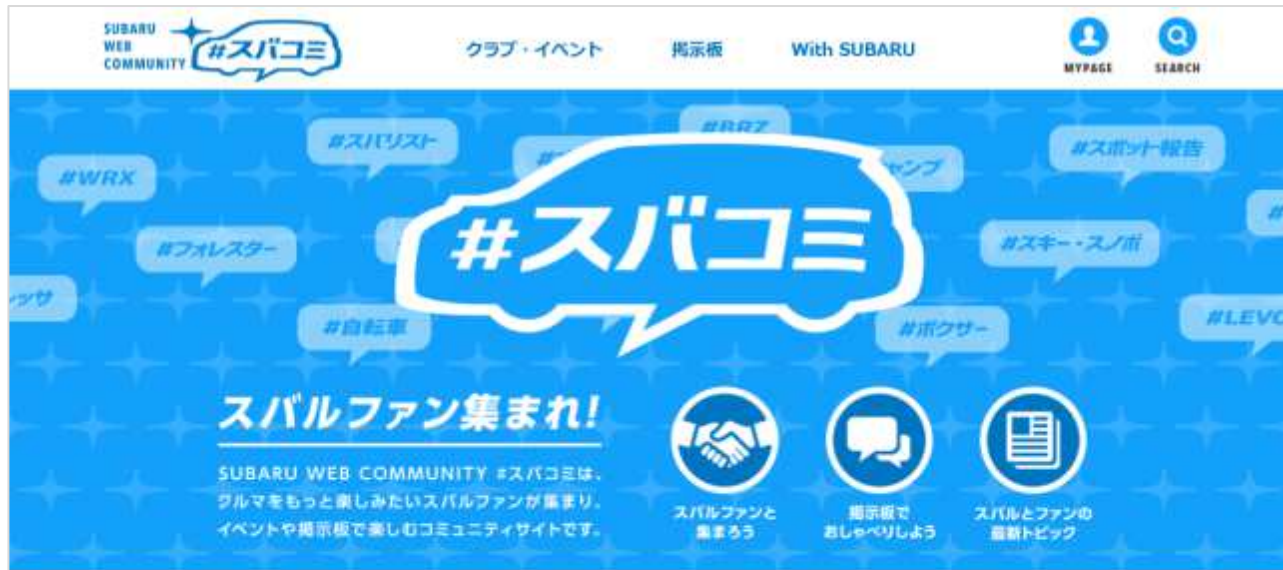 SUBARU
WEB
COMMUNITY
#スバコミ
クラブ・イベント
掲示板
With SUBARU
MYPAGE
SEARCH
#スバリスト
#BRZ
#スポット報告
#WRX
ャンプ
#フォレスター
#スキー・スノボ
#スバコミ
ッサ
#自転車
#ボクサー
#LEVO
スバルファン集まれ!
SUBARU WEB COMMUNITY #スバコミは、
クルマをもっと楽しみたいスバルファンが集まり、
イベントや掲示板で楽しむコミュニティサイトです。
スバルファンと
集まろう
掲示板で
おしゃべりしよう
スバルとファンの
最新トピック